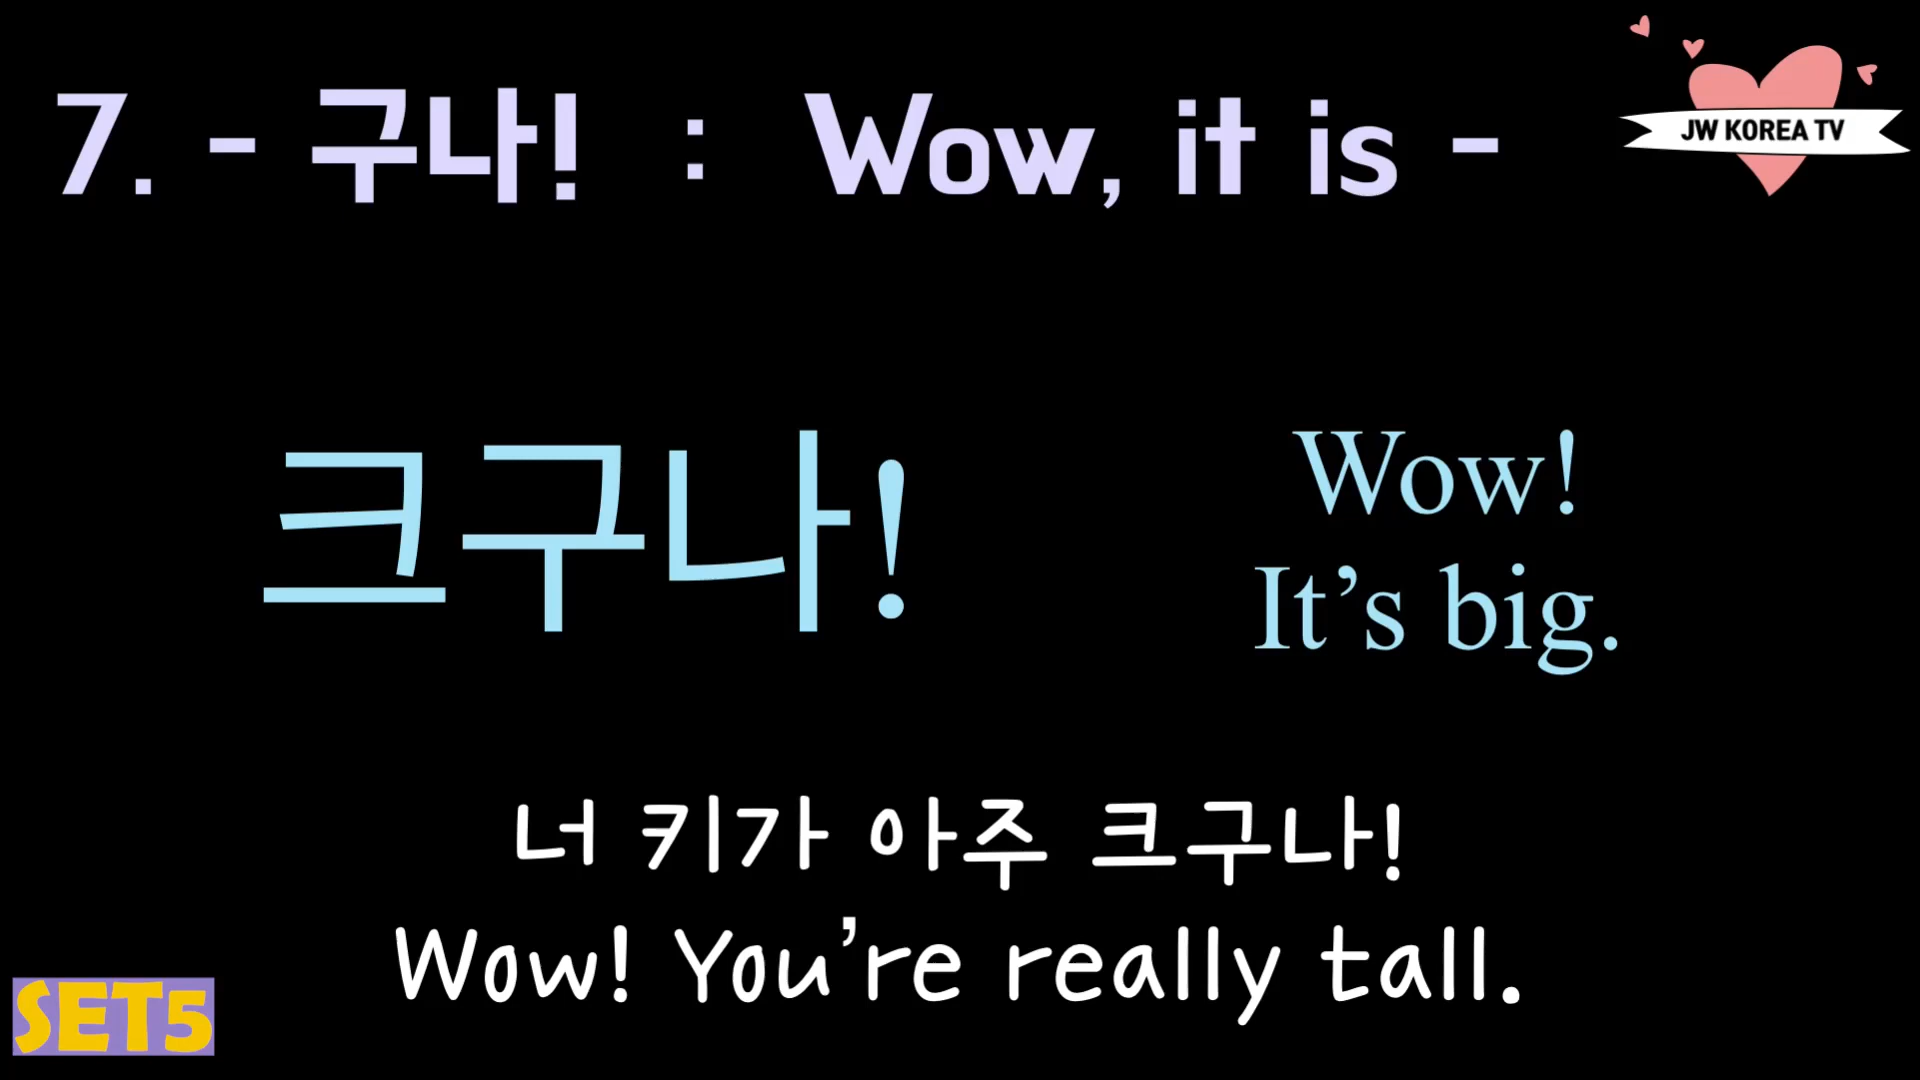 7. - 구나! : Wow, it is -
JW KOREA TV
크구나!
Wow!
It's big.
너 키가 아주 크구나!
Wow! You're really tall.
SET5